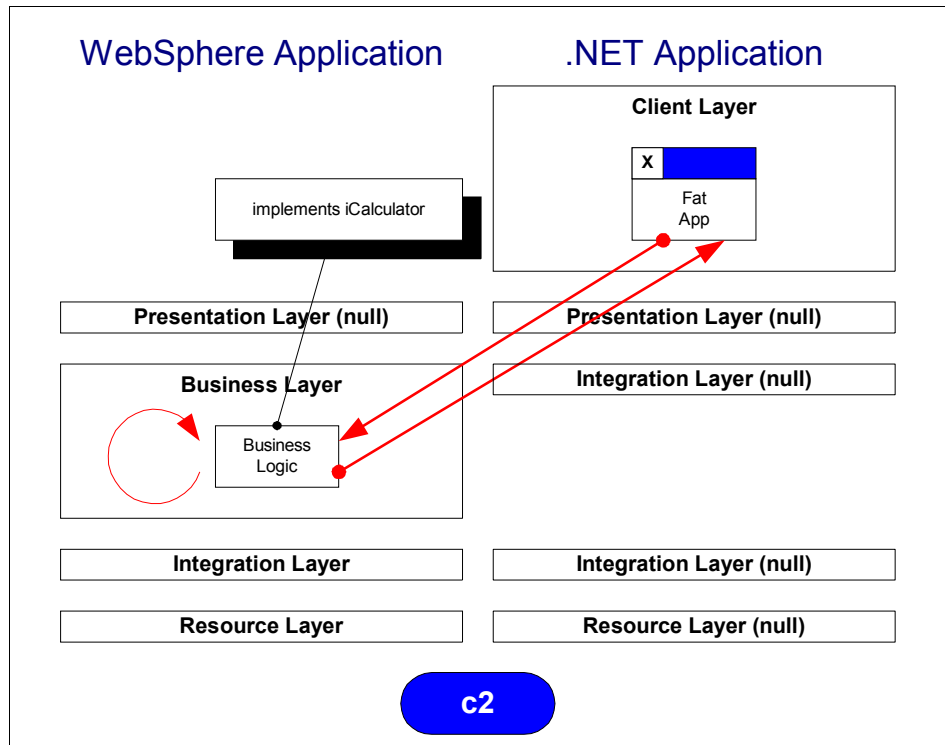 WebSphere Application
.NET Application
Client Layer
X
Fat
App
implements iCalculator
Presentation Layer (null)
Presentation Layer (null)
Business Layer
Integration Layer (null)
Business
Logic
Integration Layer
Integration Layer (null)
Resource Layer
Resource Layer (null)
c2